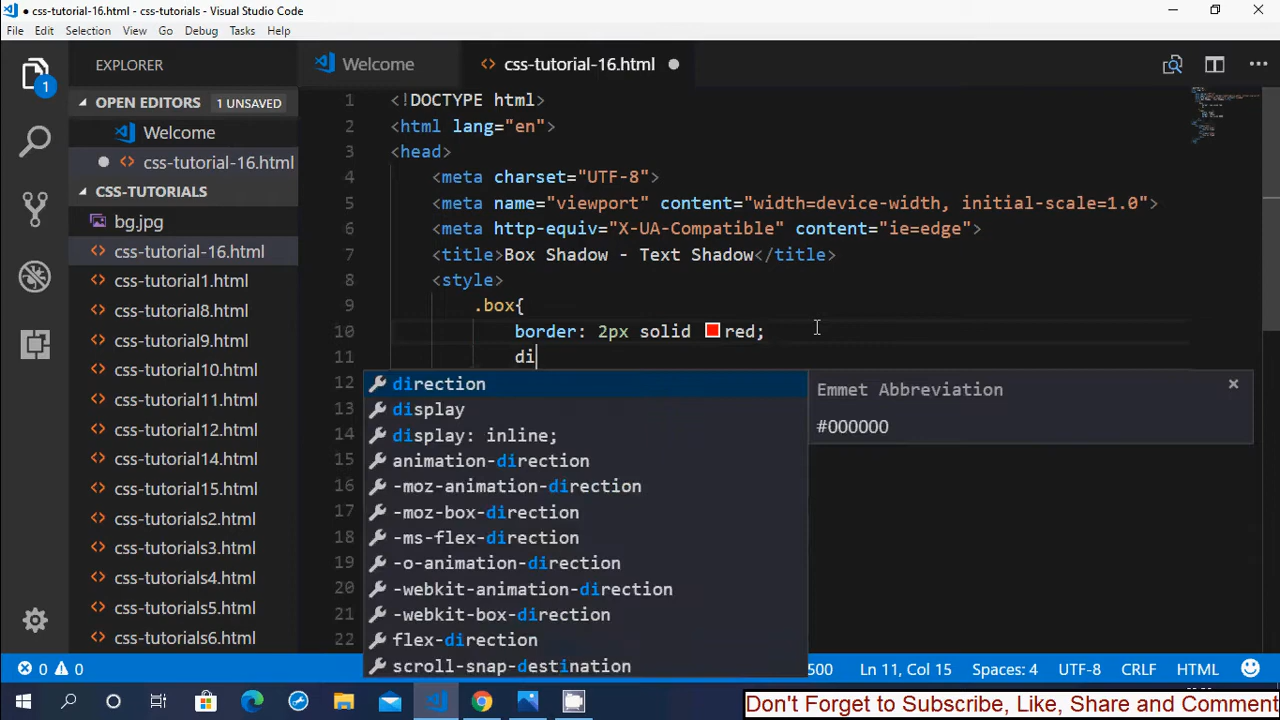 css-tutorial-16.html - css-tutorials - Visual Studio Code
File Edit Selection View Go Debug Tasks Help
EXPLORER
OPEN EDITORS 1 UNSAVED
Welcome
css-tutorial-16.html
CSS-TUTORIALS
bg.jpg
css-tutorial-16.html
css-tutorial1.html
css-tutorial8.html
css-tutorial9.html
css-tutorial10.html
css-tutorial11.html
css-tutorial12.html
css-tutorial14.html
css-tutorial15.html
css-tutorials2.html
css-tutorials3.html
css-tutorials4.html
css-tutorials5.html
css-tutorials6.html
1
Welcome css-tutorial-16.html
1 <!DOCTYPE html>
2 <html lang="en">
3 <head>
4 <meta charset="UTF-8">
5 <meta name="viewport" content="width=device-width, initial-scale=1.0">
6 <meta http-equiv="X-UA-Compatible" content="ie=edge">
7 <title>Box Shadow - Text Shadow</title>
8 <style>
9 .box{
10 border: 2px solid red;
11 di
12
13
14
15
16
17
18
19
20
21
22
direction
display
display: inline;
animation-direction
-moz-animation-direction
-moz-box-direction
-ms-flex-direction
-o-animation-direction
-webkit-animation-direction
-webkit-box-direction
flex-direction
scroll-snap-destination
Emmet Abbreviation
#000000
0 0 500 Ln 11, Col 15 Spaces: 4 UTF-8 CRLF HTML
Don't Forget to Subscribe, Like, Share and Comment